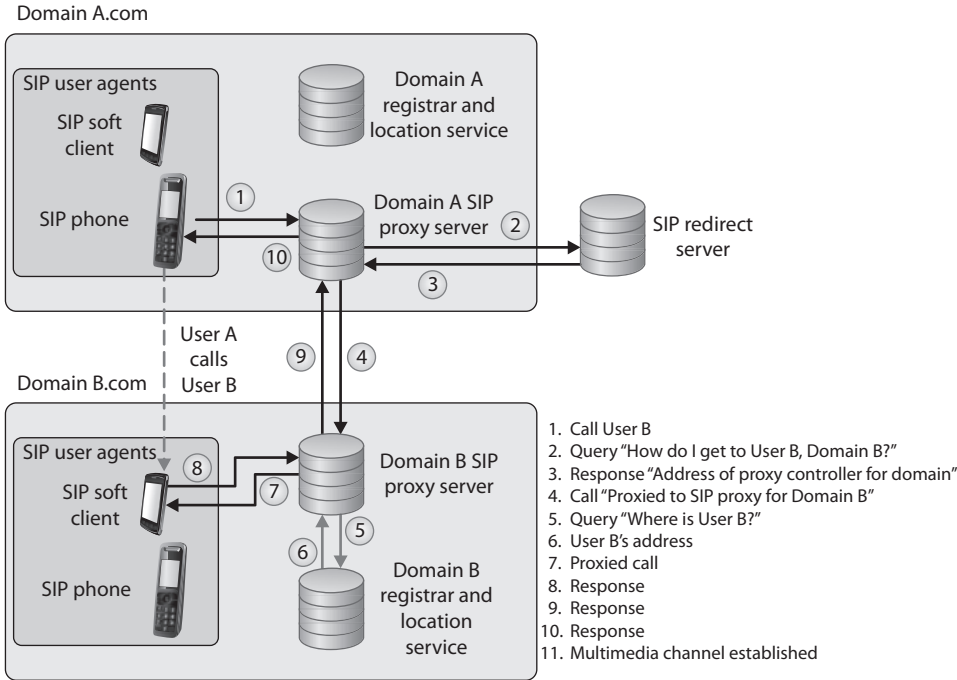 Domain A.com
SIP user agents
SIP soft
client
SIP phone
Domain A
registrar and
location service
1
Domain A SIP
proxy server
2
SIP redirect
server
10
3
User A
calls
User B
9
4
Domain B.com
SIP user agents
SIP soft
client
8
7
Domain B SIP
proxy server
5
6
SIP phone
Domain B
registrar and
location
service
1. Call User B
2. Query "How do I get to User B, Domain B?"
3. Response "Address of proxy controller for domain"
4. Call "Proxied to SIP proxy for Domain B"
5. Query "Where is User B?"
6. User B's address
7. Proxied call
8. Response
9. Response
10. Response
11. Multimedia channel established